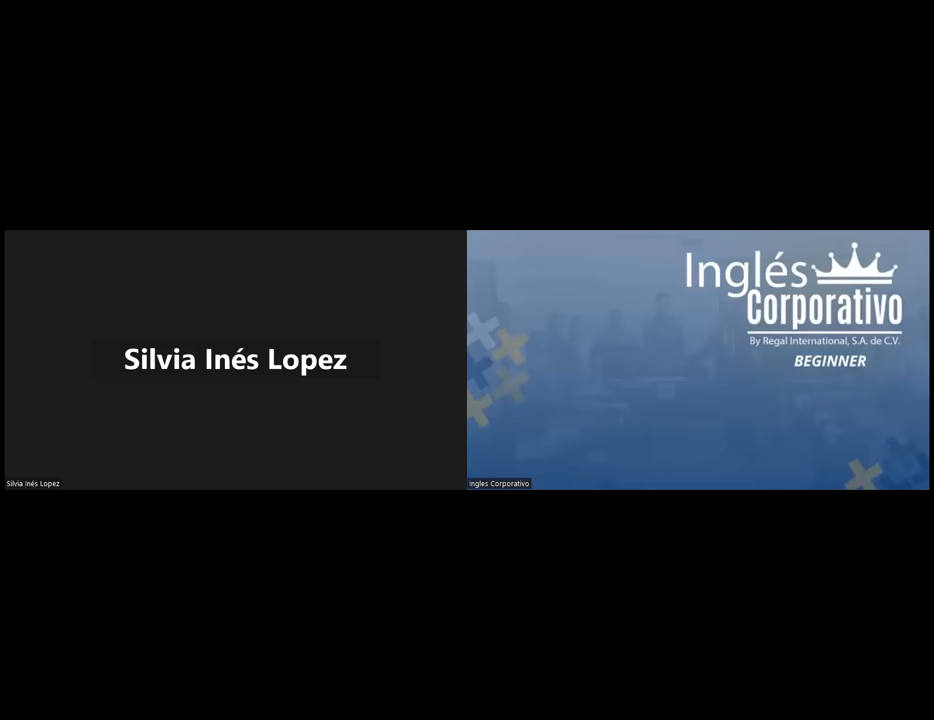 Silvia Inés Lopez
Silvia Inés Lopez
Inglés
Corporativo
By Regal International, S.A. de C.V.
BEGINNER
Ingles Corporativo